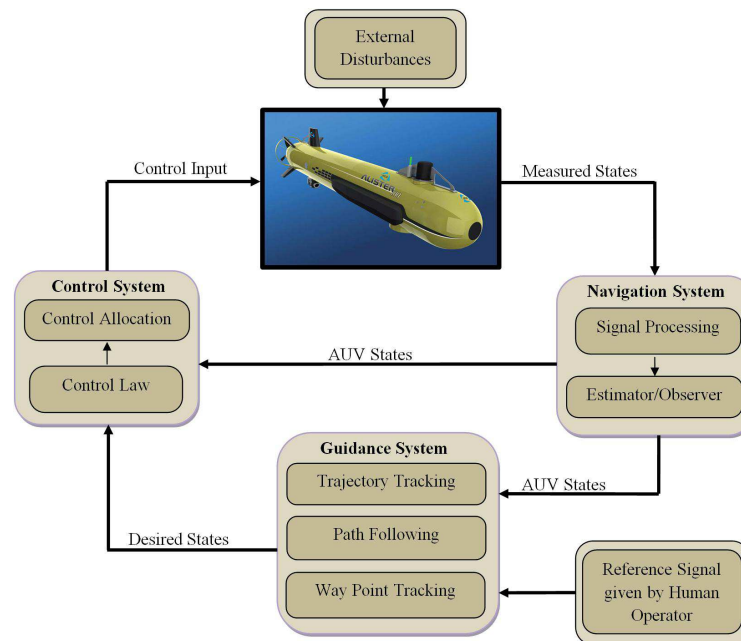 External
Disturbances
Control Input
ALISTER
Measured States
Control System
Control Allocation
Control Law
Navigation System
Signal Processing
Estimator/Observer
AUV States
Guidance System
Trajectory Tracking
Path Following
Way Point Tracking
AUV States
Desired States
Reference Signal
given by Human
Operator